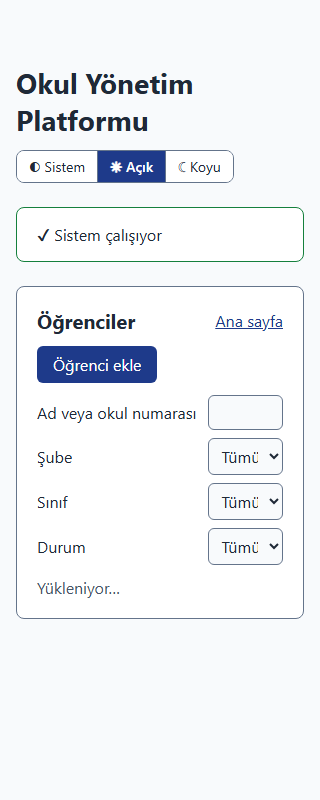 Okul Yönetim
Platformu
◐ Sistem ☀ Açık ☾ Koyu
✓ Sistem çalışıyor
Öğrenciler Ana sayfa
Öğrenci ekle
Ad veya okul numarası
Şube Tümü
Sınıf Tümü
Durum Tümü
Yükleniyor...